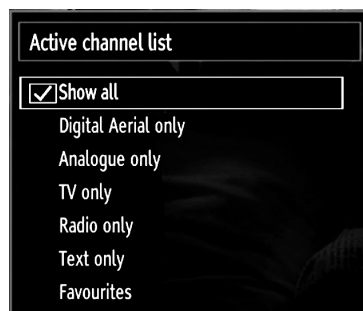 Active channel list
Show all
Digital Aerial only
Analogue only
TV only
Radio only
Text only
Favourites